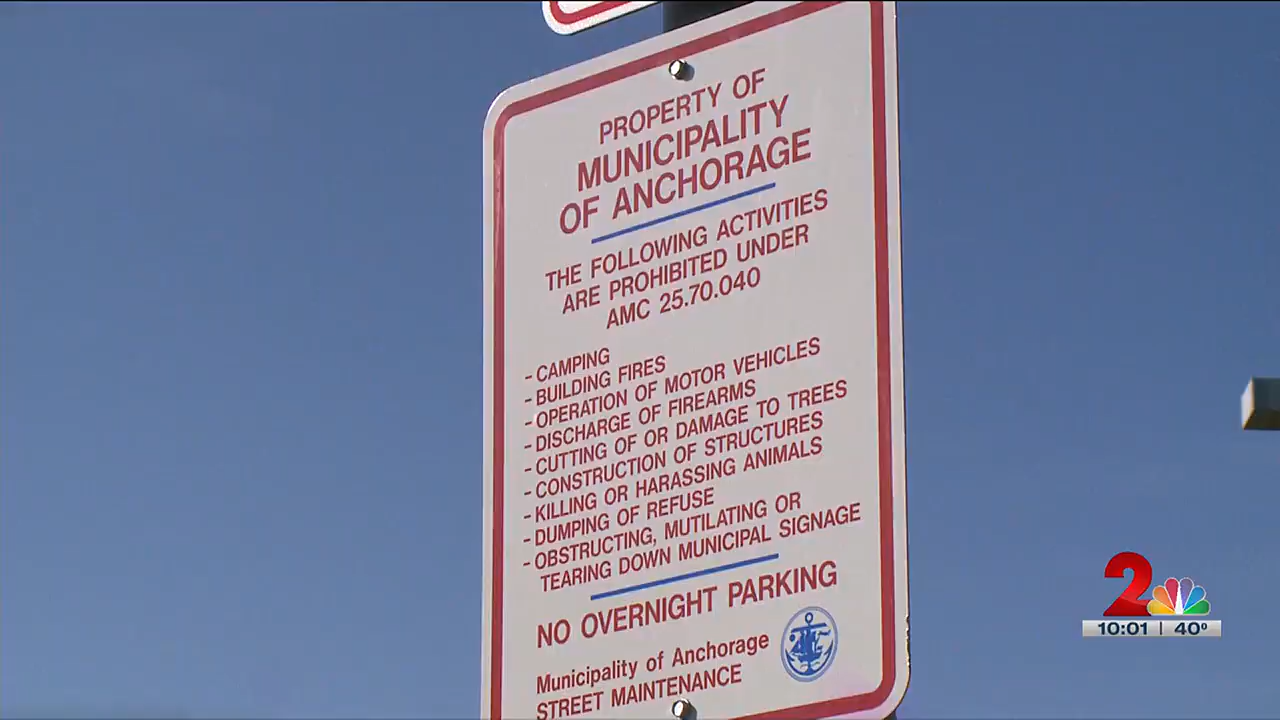 PROPERTY OF
MUNICIPALITY
OF ANCHORAGE
THE FOLLOWING ACTIVITIES
ARE PROHIBITED UNDER
AMC 25.70.040
- CAMPING
- BUILDING FIRES
- OPERATION OF MOTOR VEHICLES
- DISCHARGE OF FIREARMS
- CUTTING OF OR DAMAGE TO TREES
- CONSTRUCTION OF STRUCTURES
- KILLING OR HARASSING ANIMALS
- DUMPING OF REFUSE
- OBSTRUCTING, MUTILATING OR
TEARING DOWN MUNICIPAL SIGNAGE
NO OVERNIGHT PARKING
Municipality of Anchorage
STREET MAINTENANCE
2
10:01 | 40°